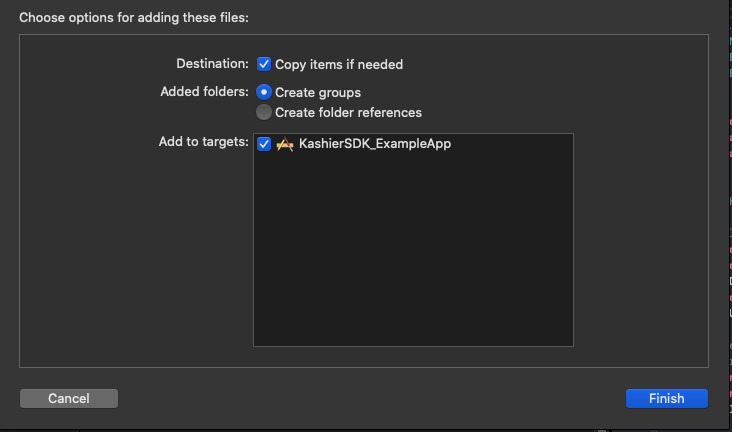 Choose options for adding these files:
Destination: Copy items if needed
Added folders: Create groups
Create folder references
Add to targets: KashierSDK_ExampleApp
Cancel Finish